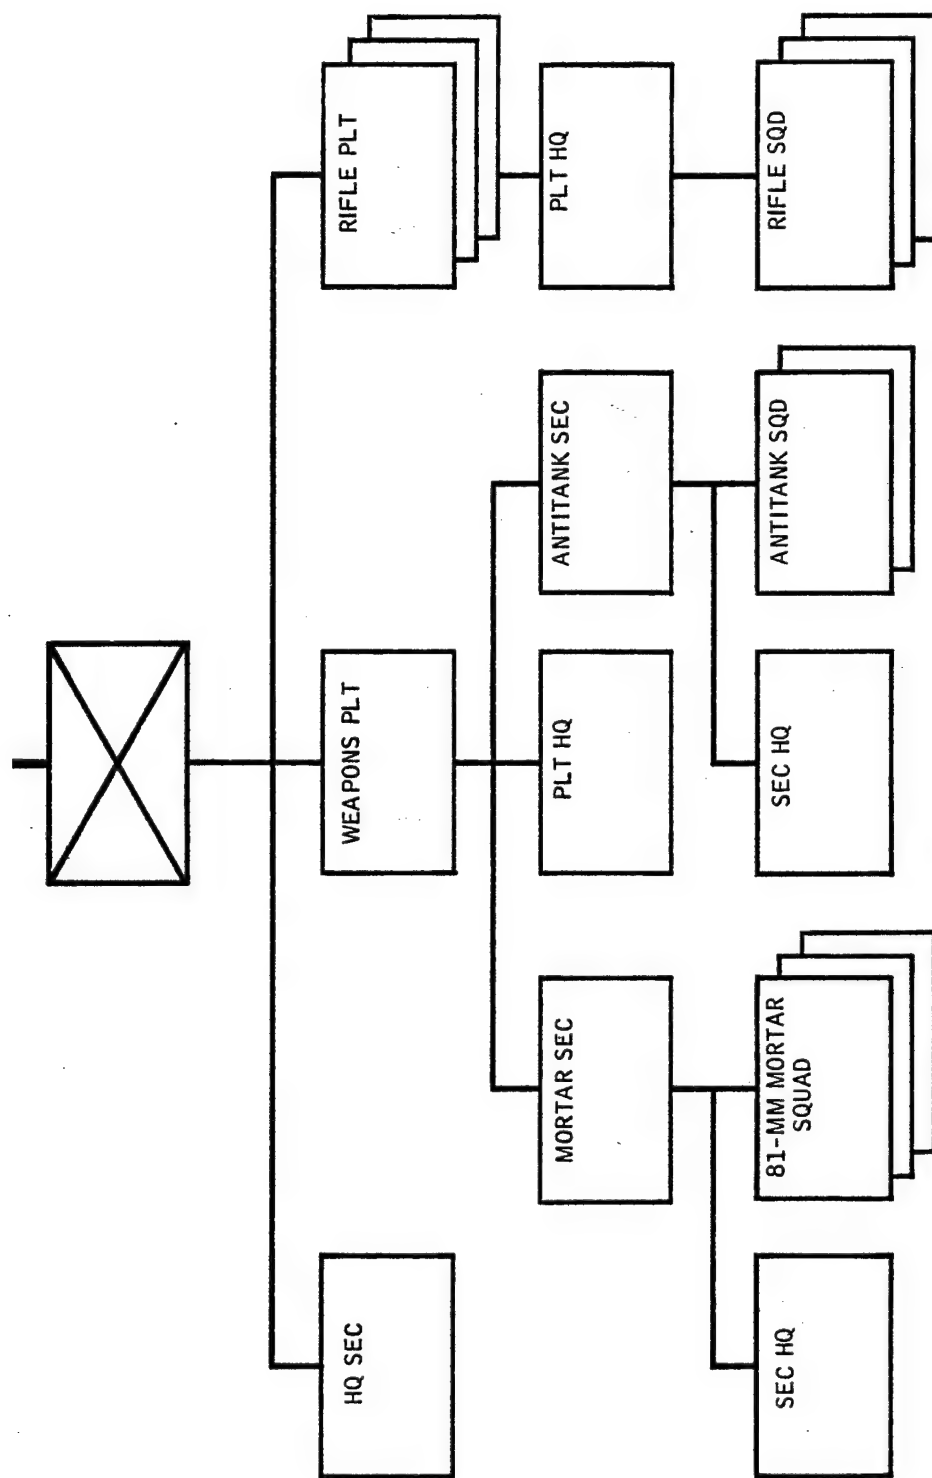 HQ SEC
WEAPONS PLT
RIFLE PLT
MORTAR SEC
PLT HQ
ANTITANK SEC
PLT HQ
SEC HQ
81-MM MORTAR
SQUAD
SEC HQ
ANTITANK SQD
RIFLE SQD